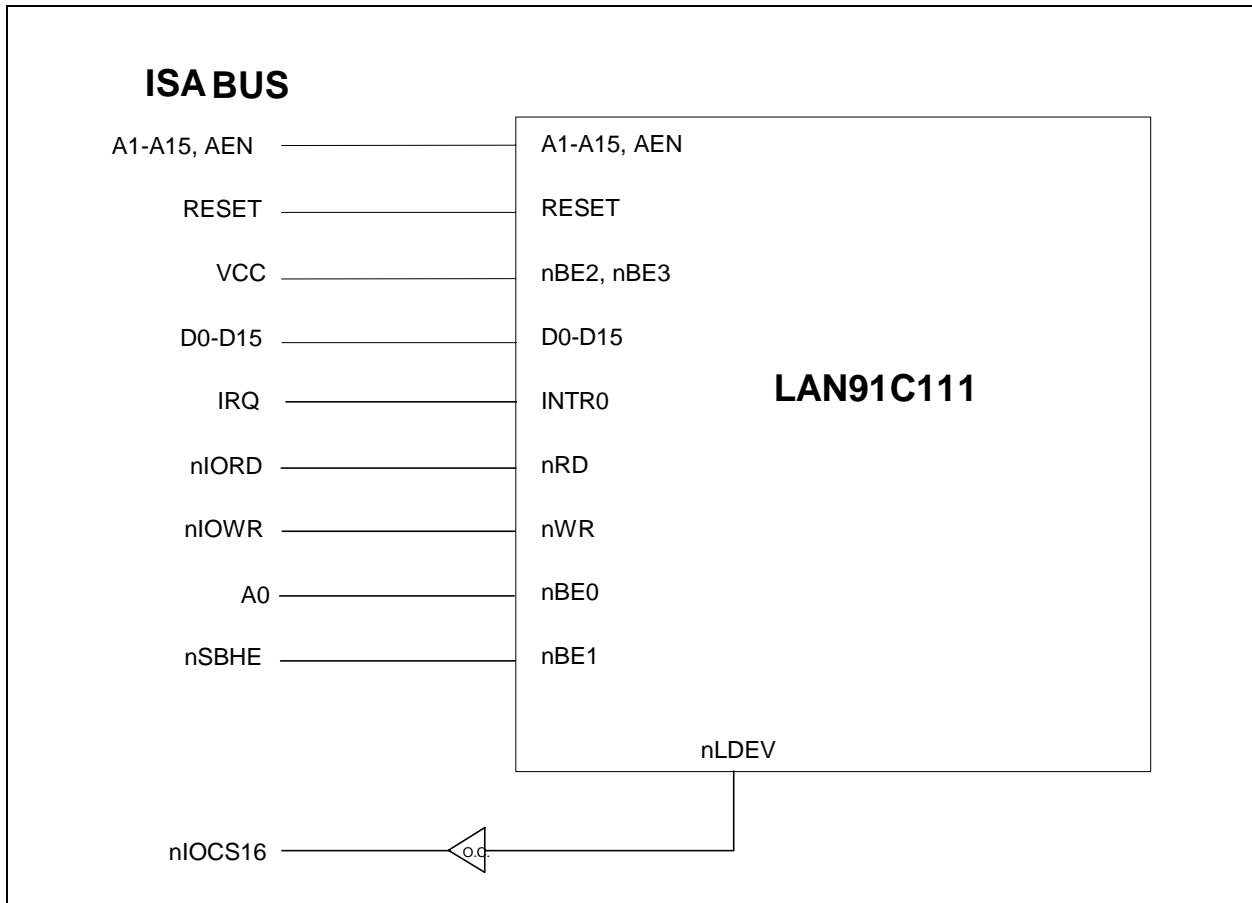 ISA BUS
A1-A15, AEN A1-A15, AEN
RESET RESET
VCC nBE2, nBE3
D0-D15 D0-D15
LAN91C111
IRQ INTR0
nIORD nRD
nIOWR nWR
A0 nBE0
nSBHE nBE1
nLDEV
nIOCS16 O.C.